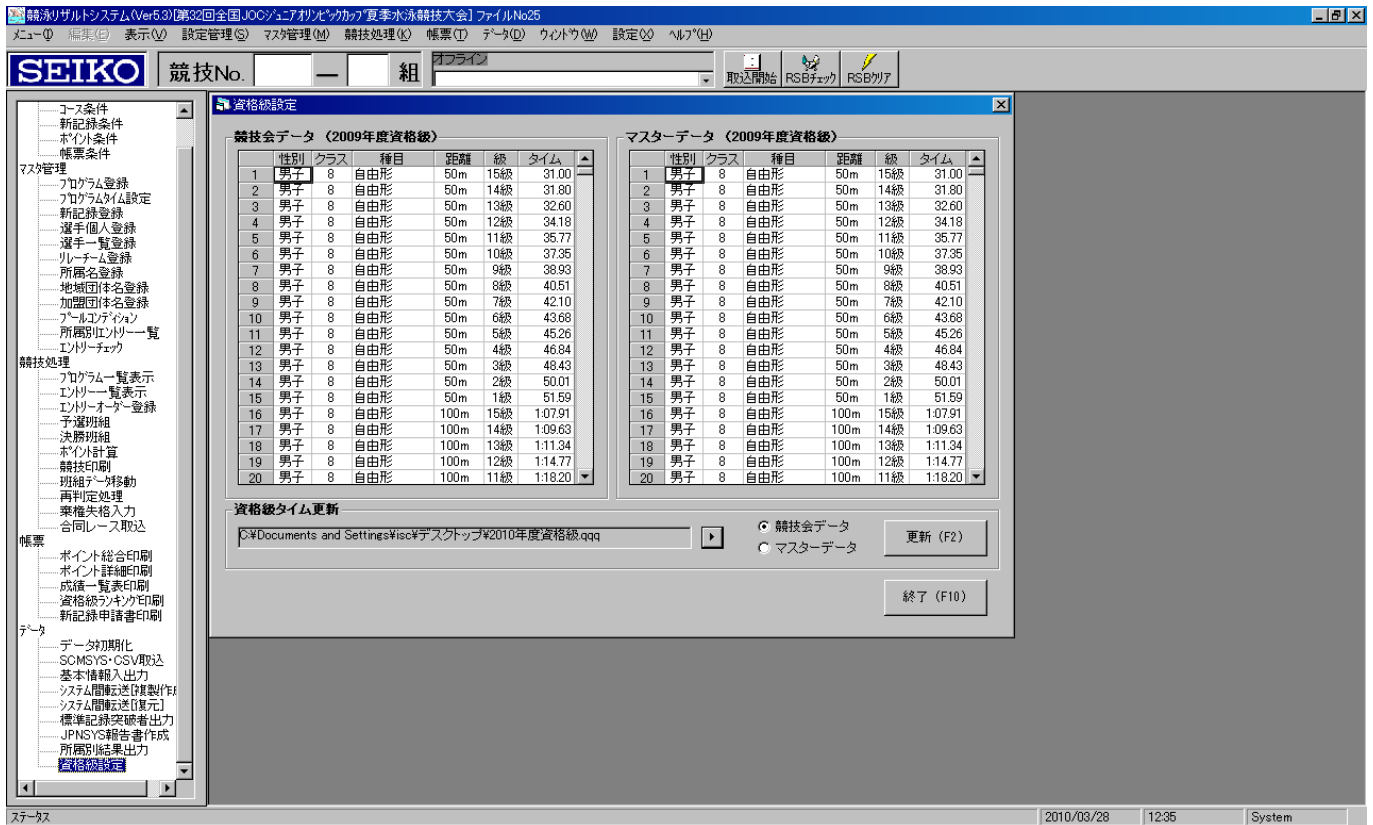 競泳リザルトシステム(Ver5.3)[第32回全国JOCジュニアオリンピックカップ夏季水泳競技大会] ファイルNo25
メニュー(I) 編集(E) 表示(V) 設定管理(S) マスタ管理(M) 競技処理(K) 帳票(T) データ(D) ウィンドウ(W) 設定(X) ヘルプ(H)
SEIKO 競技No. — 組 オフライン 取込開始 RSBチェック RSBクリア
コース条件
新記録条件
ポイント条件
帳票条件
マスタ管理
プログラム登録
プログラムタイム設定
新記録登録
選手個人登録
選手一覧登録
リレーチーム登録
所属名登録
地域団体名登録
加盟団体名登録
プールコンディション
所属別エントリー一覧
エントリーチェック
競技処理
プログラム一覧表示
エントリー一覧表示
エントリーオーダー登録
予選班組
決勝班組
ポイント計算
競技印刷
班組データ移動
再判定処理
棄権失格入力
合同レース取込
帳票
ポイント総合印刷
ポイント詳細印刷
成績一覧表印刷
資格級ランキング印刷
新記録申請書印刷
データ
データ初期化
SCMSYS・CSV取込
基本情報入出力
システム間転送[複製作成
システム間転送[復元]
標準記録突破者出力
JPNSYS報告書作成
所属別結果出力
資格級設定
資格級設定
競技会データ (2009年度資格級)
性別 クラス 種目 距離 級 タイム
1 男子 8 自由形 50m 15級 31.00
2 男子 8 自由形 50m 14級 31.80
3 男子 8 自由形 50m 13級 32.60
4 男子 8 自由形 50m 12級 34.18
5 男子 8 自由形 50m 11級 35.77
6 男子 8 自由形 50m 10級 37.35
7 男子 8 自由形 50m 9級 38.93
8 男子 8 自由形 50m 8級 40.51
9 男子 8 自由形 50m 7級 42.10
10 男子 8 自由形 50m 6級 43.68
11 男子 8 自由形 50m 5級 45.26
12 男子 8 自由形 50m 4級 46.84
13 男子 8 自由形 50m 3級 48.43
14 男子 8 自由形 50m 2級 50.01
15 男子 8 自由形 50m 1級 51.59
16 男子 8 自由形 100m 15級 1:07.91
17 男子 8 自由形 100m 14級 1:09.63
18 男子 8 自由形 100m 13級 1:11.34
19 男子 8 自由形 100m 12級 1:14.77
20 男子 8 自由形 100m 11級 1:18.20
マスターデータ (2009年度資格級)
性別 クラス 種目 距離 級 タイム
1 男子 8 自由形 50m 15級 31.00
2 男子 8 自由形 50m 14級 31.80
3 男子 8 自由形 50m 13級 32.60
4 男子 8 自由形 50m 12級 34.18
5 男子 8 自由形 50m 11級 35.77
6 男子 8 自由形 50m 10級 37.35
7 男子 8 自由形 50m 9級 38.93
8 男子 8 自由形 50m 8級 40.51
9 男子 8 自由形 50m 7級 42.10
10 男子 8 自由形 50m 6級 43.68
11 男子 8 自由形 50m 5級 45.26
12 男子 8 自由形 50m 4級 46.84
13 男子 8 自由形 50m 3級 48.43
14 男子 8 自由形 50m 2級 50.01
15 男子 8 自由形 50m 1級 51.59
16 男子 8 自由形 100m 15級 1:07.91
17 男子 8 自由形 100m 14級 1:09.63
18 男子 8 自由形 100m 13級 1:11.34
19 男子 8 自由形 100m 12級 1:14.77
20 男子 8 自由形 100m 11級 1:18.20
資格級タイム更新
C:¥Documents and Settings¥isc¥デスクトップ¥2010年度資格級.qqq
競技会データ
マスターデータ
更新 (F2)
終了 (F10)
ステータス 2010/03/28 12:35 System